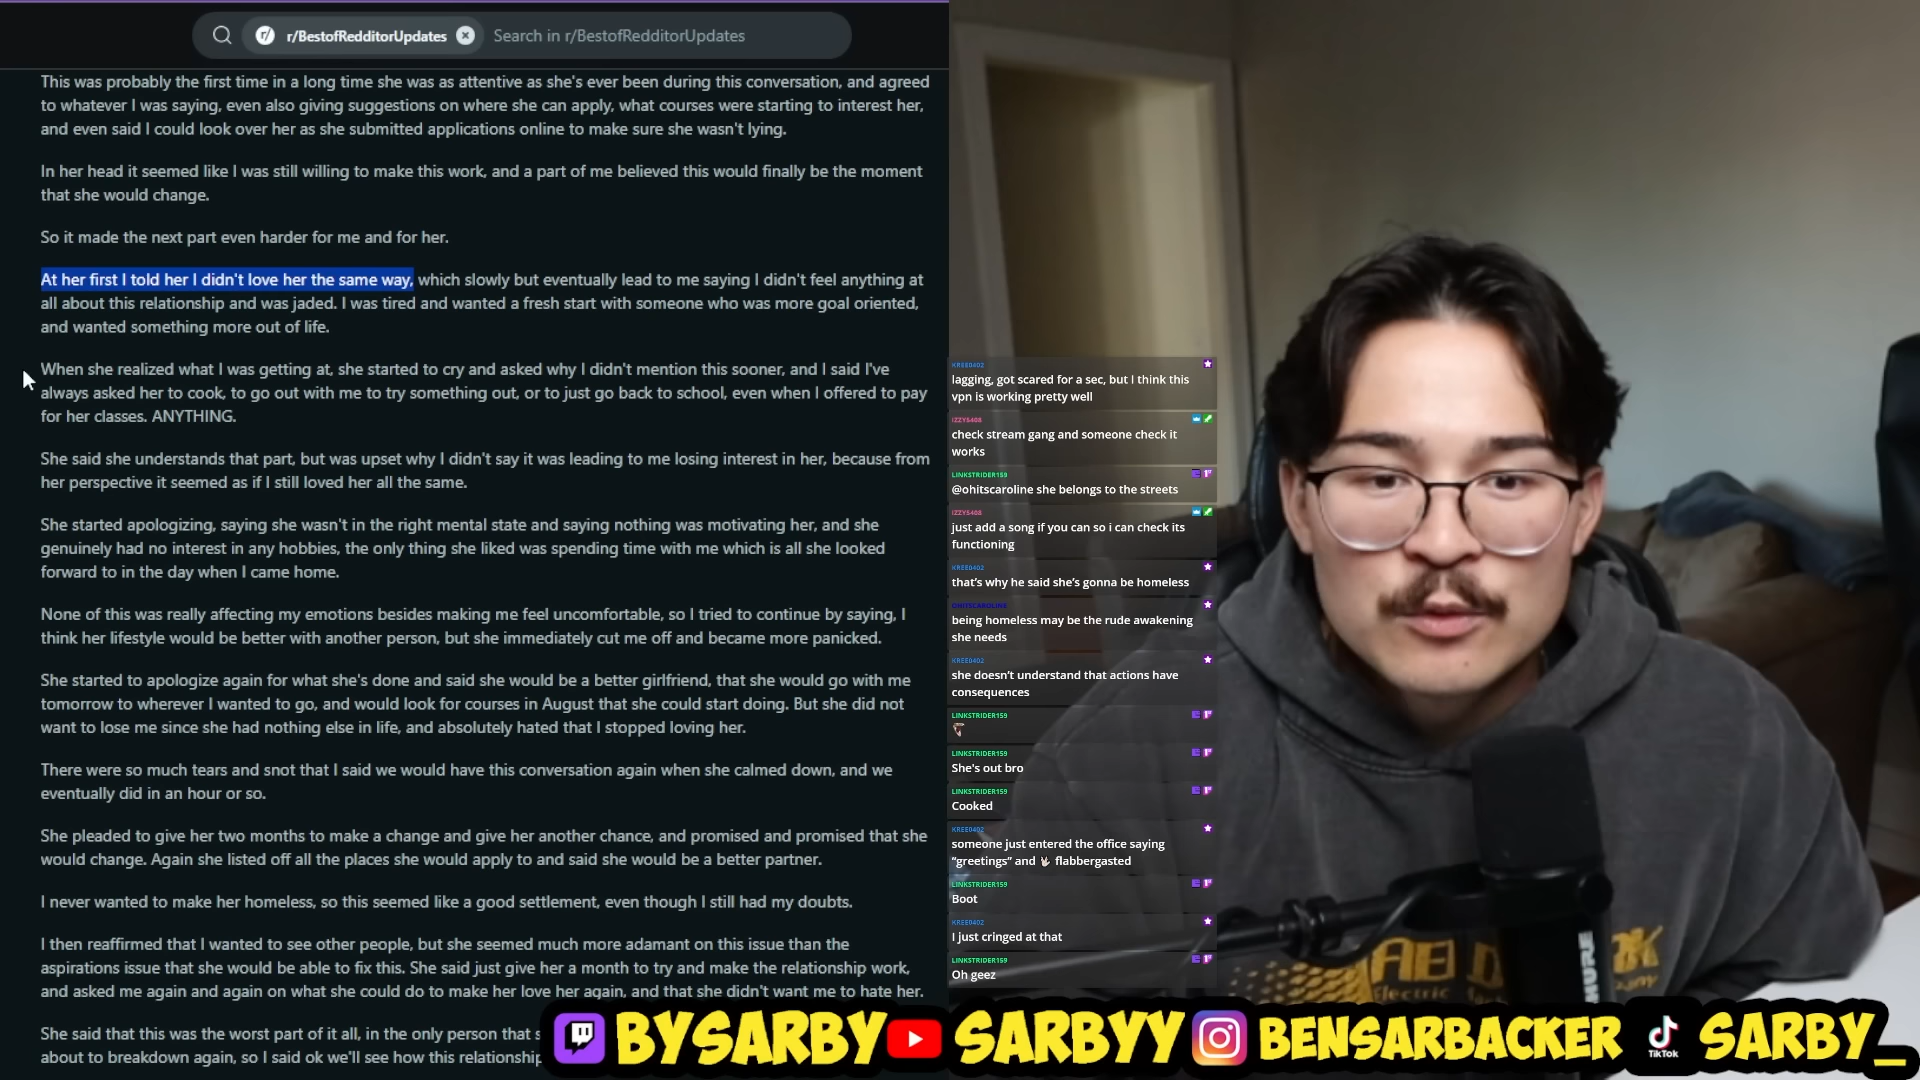 r/BestofRedditorUpdates
Search in r/BestofRedditorUpdates
This was probably the first time in a long time she was as attentive as she's ever been during this conversation, and agreed
to whatever I was saying, even also giving suggestions on where she can apply, what courses were starting to interest her,
and even said I could look over her as she submitted applications online to make sure she wasn't lying.
In her head it seemed like I was still willing to make this work, and a part of me believed this would finally be the moment
that she would change.
So it made the next part even harder for me and for her.
At her first I told her I didn't love her the same way, which slowly but eventually lead to me saying I didn't feel anything at
all about this relationship and was jaded. I was tired and wanted a fresh start with someone who was more goal oriented,
and wanted something more out of life.
When she realized what I was getting at, she started to cry and asked why I didn't mention this sooner, and I said I've
always asked her to cook, to go out with me to try something out, or to just go back to school, even when I offered to pay
for her classes. ANYTHING.
She said she understands that part, but was upset why I didn't say it was leading to me losing interest in her, because from
her perspective it seemed as if I still loved her all the same.
She started apologizing, saying she wasn't in the right mental state and saying nothing was motivating her, and she
genuinely had no interest in any hobbies, the only thing she liked was spending time with me which is all she looked
forward to in the day when I came home.
None of this was really affecting my emotions besides making me feel uncomfortable, so I tried to continue by saying, I
think her lifestyle would be better with another person, but she immediately cut me off and became more panicked.
She started to apologize again for what she's done and said she would be a better girlfriend, that she would go with me
tomorrow to wherever I wanted to go, and would look for courses in August that she could start doing. But she did not
want to lose me since she had nothing else in life, and absolutely hated that I stopped loving her.
There were so much tears and snot that I said we would have this conversation again when she calmed down, and we
eventually did in an hour or so.
She pleaded to give her two months to make a change and give her another chance, and promised and promised that she
would change. Again she listed off all the places she would apply to and said she would be a better partner.
I never wanted to make her homeless, so this seemed like a good settlement, even though I still had my doubts.
I then reaffirmed that I wanted to see other people, but she seemed much more adamant on this issue than the
aspirations issue that she would be able to fix this. She said just give her a month to try and make the relationship work,
and asked me again and again on what she could do to make her love her again, and that she didn't want me to hate her.
She said that this was the worst part of it all, in the only person that s
about to breakdown again, so I said ok we'll see how this relationship
KREE0402
lagging, got scared for a sec, but I think this
vpn is working pretty well
IZZY5408
check stream gang and someone check it
works
LINKSTRIDER159
@ohitscaroline she belongs to the streets
IZZY5408
just add a song if you can so i can check its
functioning
KREE0402
that's why he said she's gonna be homeless
OHITSCAROLINE
being homeless may be the rude awakening
she needs
KREE0402
she doesn't understand that actions have
consequences
LINKSTRIDER159
LINKSTRIDER159
She's out bro
LINKSTRIDER159
Cooked
KREE0402
someone just entered the office saying
"greetings" and flabbergasted
LINKSTRIDER159
Boot
KREE0402
I just cringed at that
LINKSTRIDER159
Oh geez
SHURE
Electric
BYSARBY
SARBYY
BENSARBACKER
TikTok
SARBY_